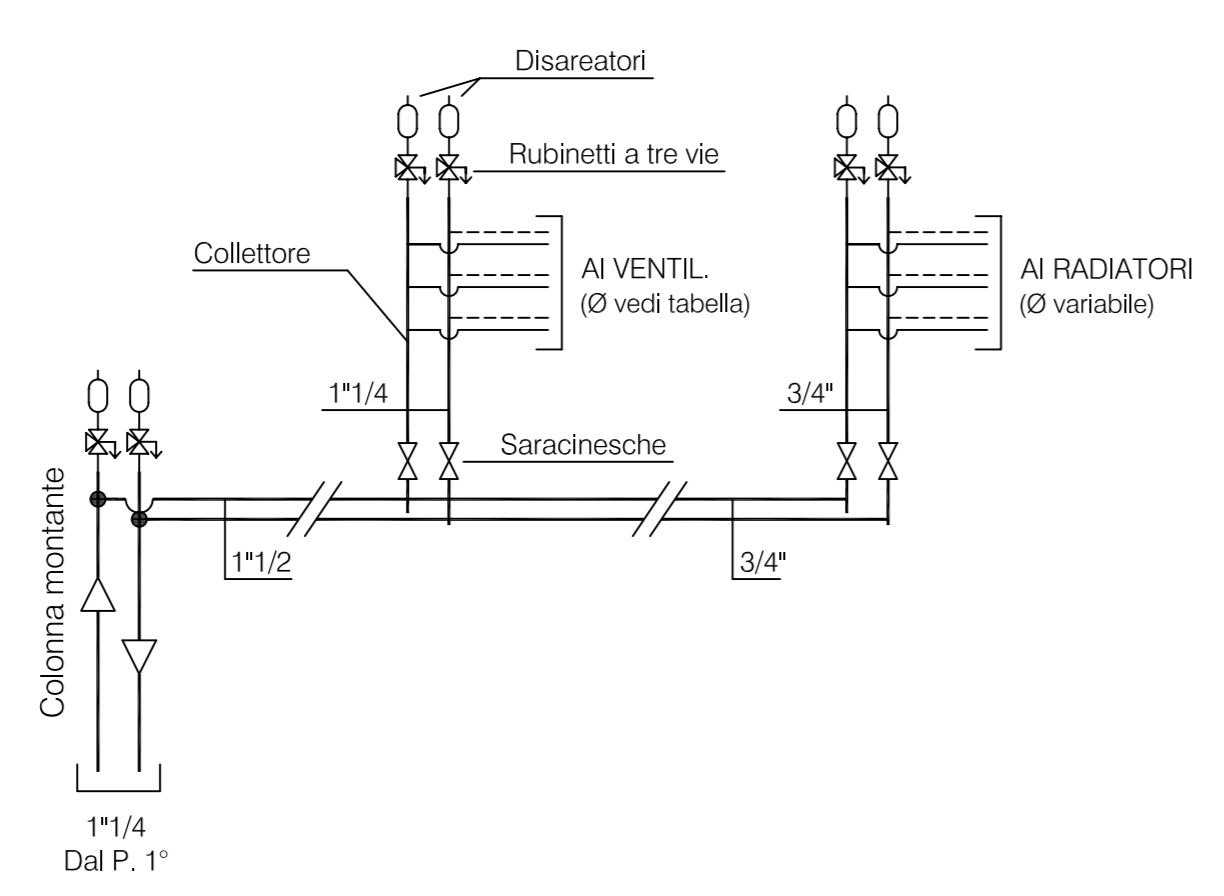 Disareatori
Rubinetti a tre vie
Collettore
AI VENTIL.
(Ø vedi tabella)
AI RADIATORI
(Ø variabile)
1"1/4
3/4"
Saracinesche
Colonna montante
1"1/2
3/4"
1"1/4
Dal P. 1°